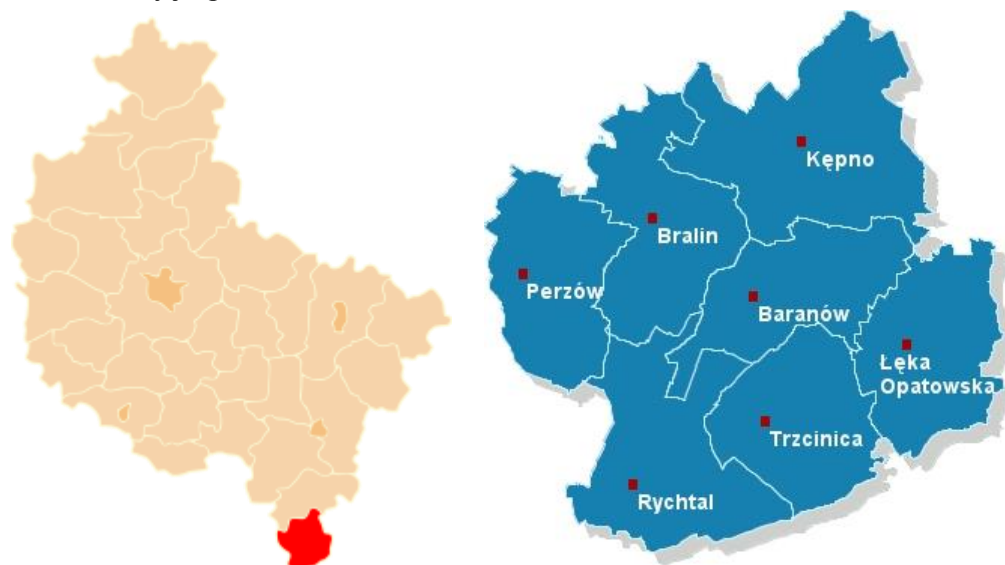 Kępno
Bralin
Perzów
Baranów
Łęka
Opatowska
Trzcinica
Rychtal